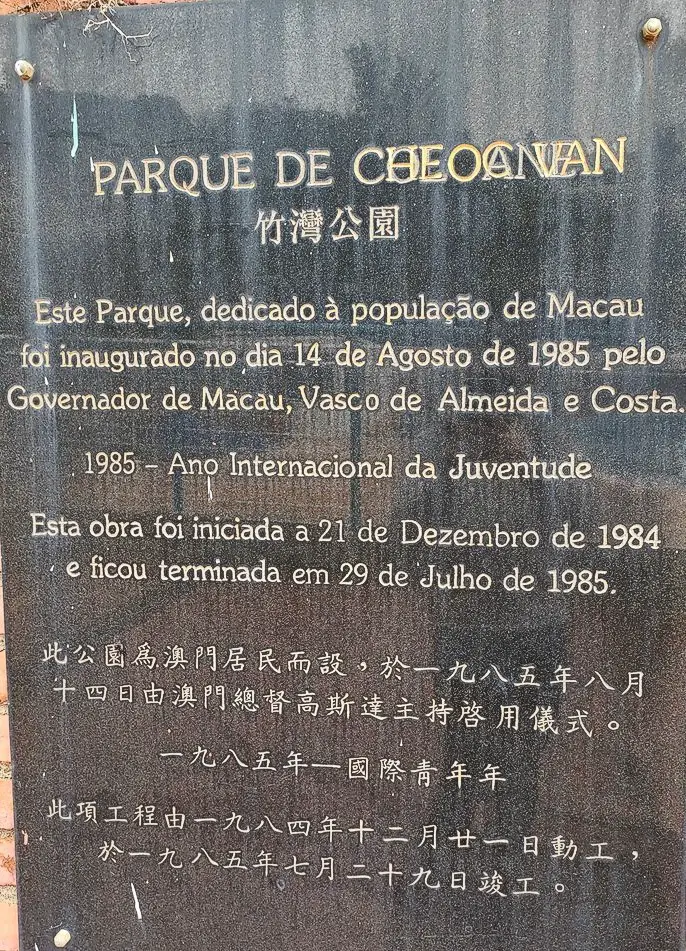 PARQUE DE CHEOC VAN
竹灣公園
Este Parque, dedicado à população de Macau
foi inaugurado no dia 14 de Agosto de 1985 pelo
Governador de Macau, Vasco de Almeida e Costa.
1985 – Ano Internacional da Juventude
Esta obra foi iniciada a 21 de Dezembro de 1984
e ficou terminada em 29 de Julho de 1985.
此公園爲澳門居民而設，於一九八五年八月
十四日由澳門總督高斯達主持啓用儀式。
一九八五年—國際靑年年
此項工程由一九八四年十二月廿一日動工，
於一九八五年七月二十九日竣工。